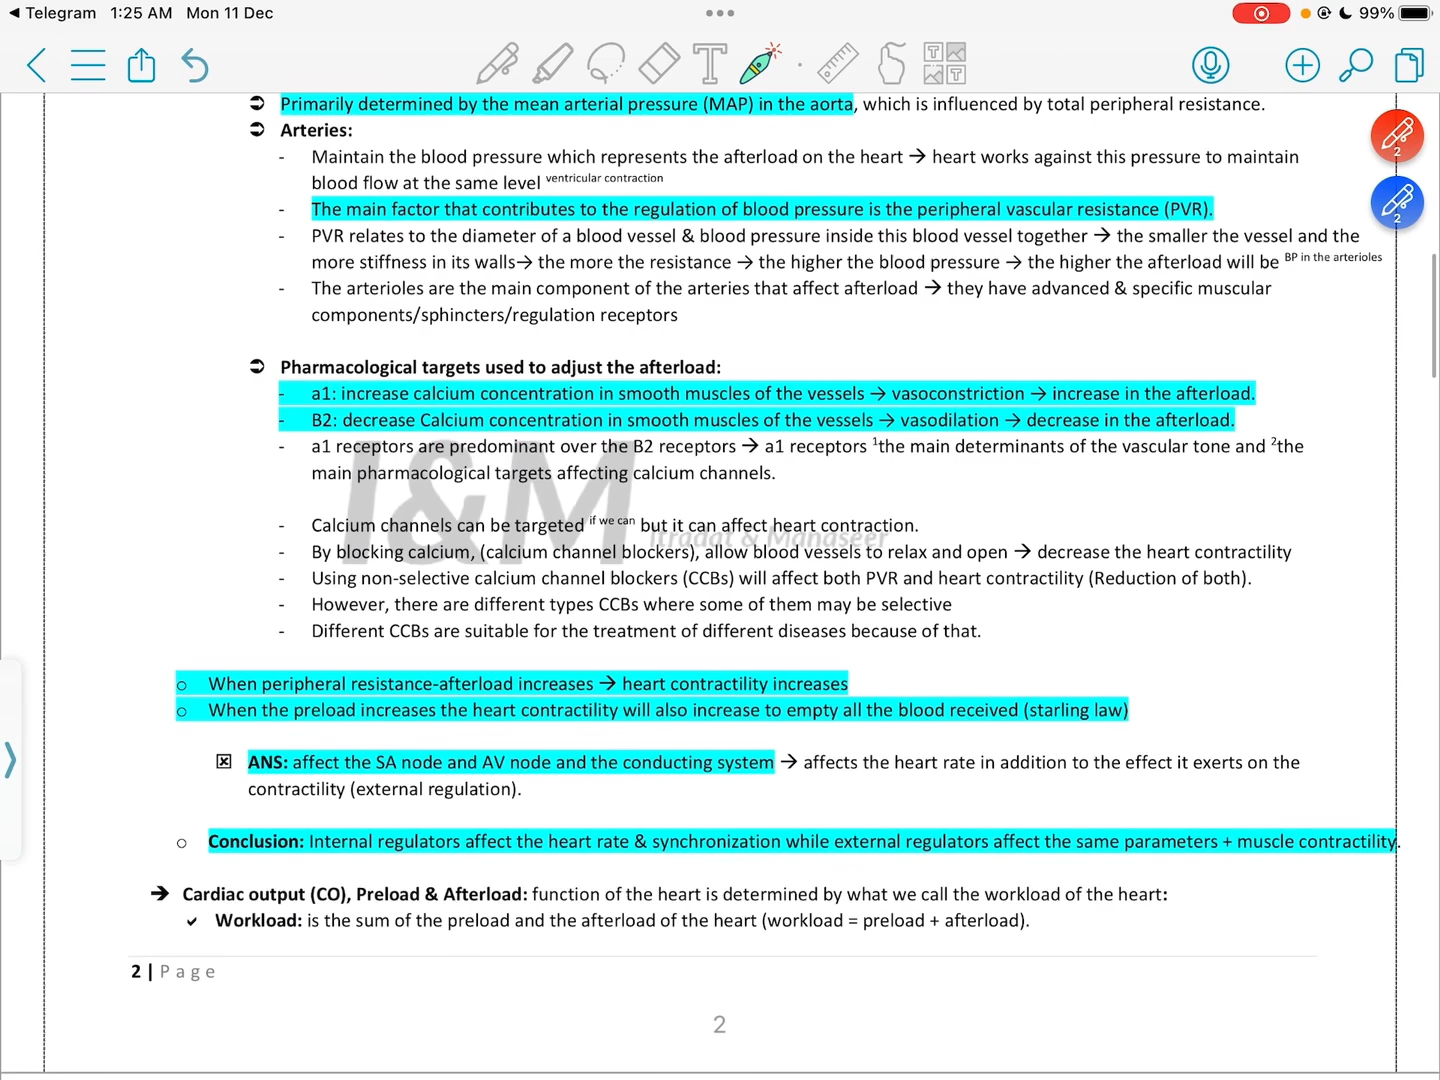 ◄ Telegram 1:25 AM Mon 11 Dec 99%
T
T
T
➲ Primarily determined by the mean arterial pressure (MAP) in the aorta, which is influenced by total peripheral resistance.
➲ Arteries:
- Maintain the blood pressure which represents the afterload on the heart → heart works against this pressure to maintain
blood flow at the same level ventricular contraction
- The main factor that contributes to the regulation of blood pressure is the peripheral vascular resistance (PVR).
- PVR relates to the diameter of a blood vessel & blood pressure inside this blood vessel together → the smaller the vessel and the
more stiffness in its walls→ the more the resistance → the higher the blood pressure → the higher the afterload will be BP in the arterioles
- The arterioles are the main component of the arteries that affect afterload → they have advanced & specific muscular
components/sphincters/regulation receptors
➲ Pharmacological targets used to adjust the afterload:
- a1: increase calcium concentration in smooth muscles of the vessels → vasoconstriction → increase in the afterload.
- B2: decrease Calcium concentration in smooth muscles of the vessels → vasodilation → decrease in the afterload.
- a1 receptors are predominant over the B2 receptors → a1 receptors ¹the main determinants of the vascular tone and ²the
main pharmacological targets affecting calcium channels.
I&M
Itradat & Manaseer
- Calcium channels can be targeted if we can but it can affect heart contraction.
- By blocking calcium, (calcium channel blockers), allow blood vessels to relax and open → decrease the heart contractility
- Using non-selective calcium channel blockers (CCBs) will affect both PVR and heart contractility (Reduction of both).
- However, there are different types CCBs where some of them may be selective
- Different CCBs are suitable for the treatment of different diseases because of that.
o When peripheral resistance-afterload increases → heart contractility increases
o When the preload increases the heart contractility will also increase to empty all the blood received (starling law)
☒ ANS: affect the SA node and AV node and the conducting system → affects the heart rate in addition to the effect it exerts on the
contractility (external regulation).
o Conclusion: Internal regulators affect the heart rate & synchronization while external regulators affect the same parameters + muscle contractility.
➔ Cardiac output (CO), Preload & Afterload: function of the heart is determined by what we call the workload of the heart:
✓ Workload: is the sum of the preload and the afterload of the heart (workload = preload + afterload).
2 | Page
2
2
2